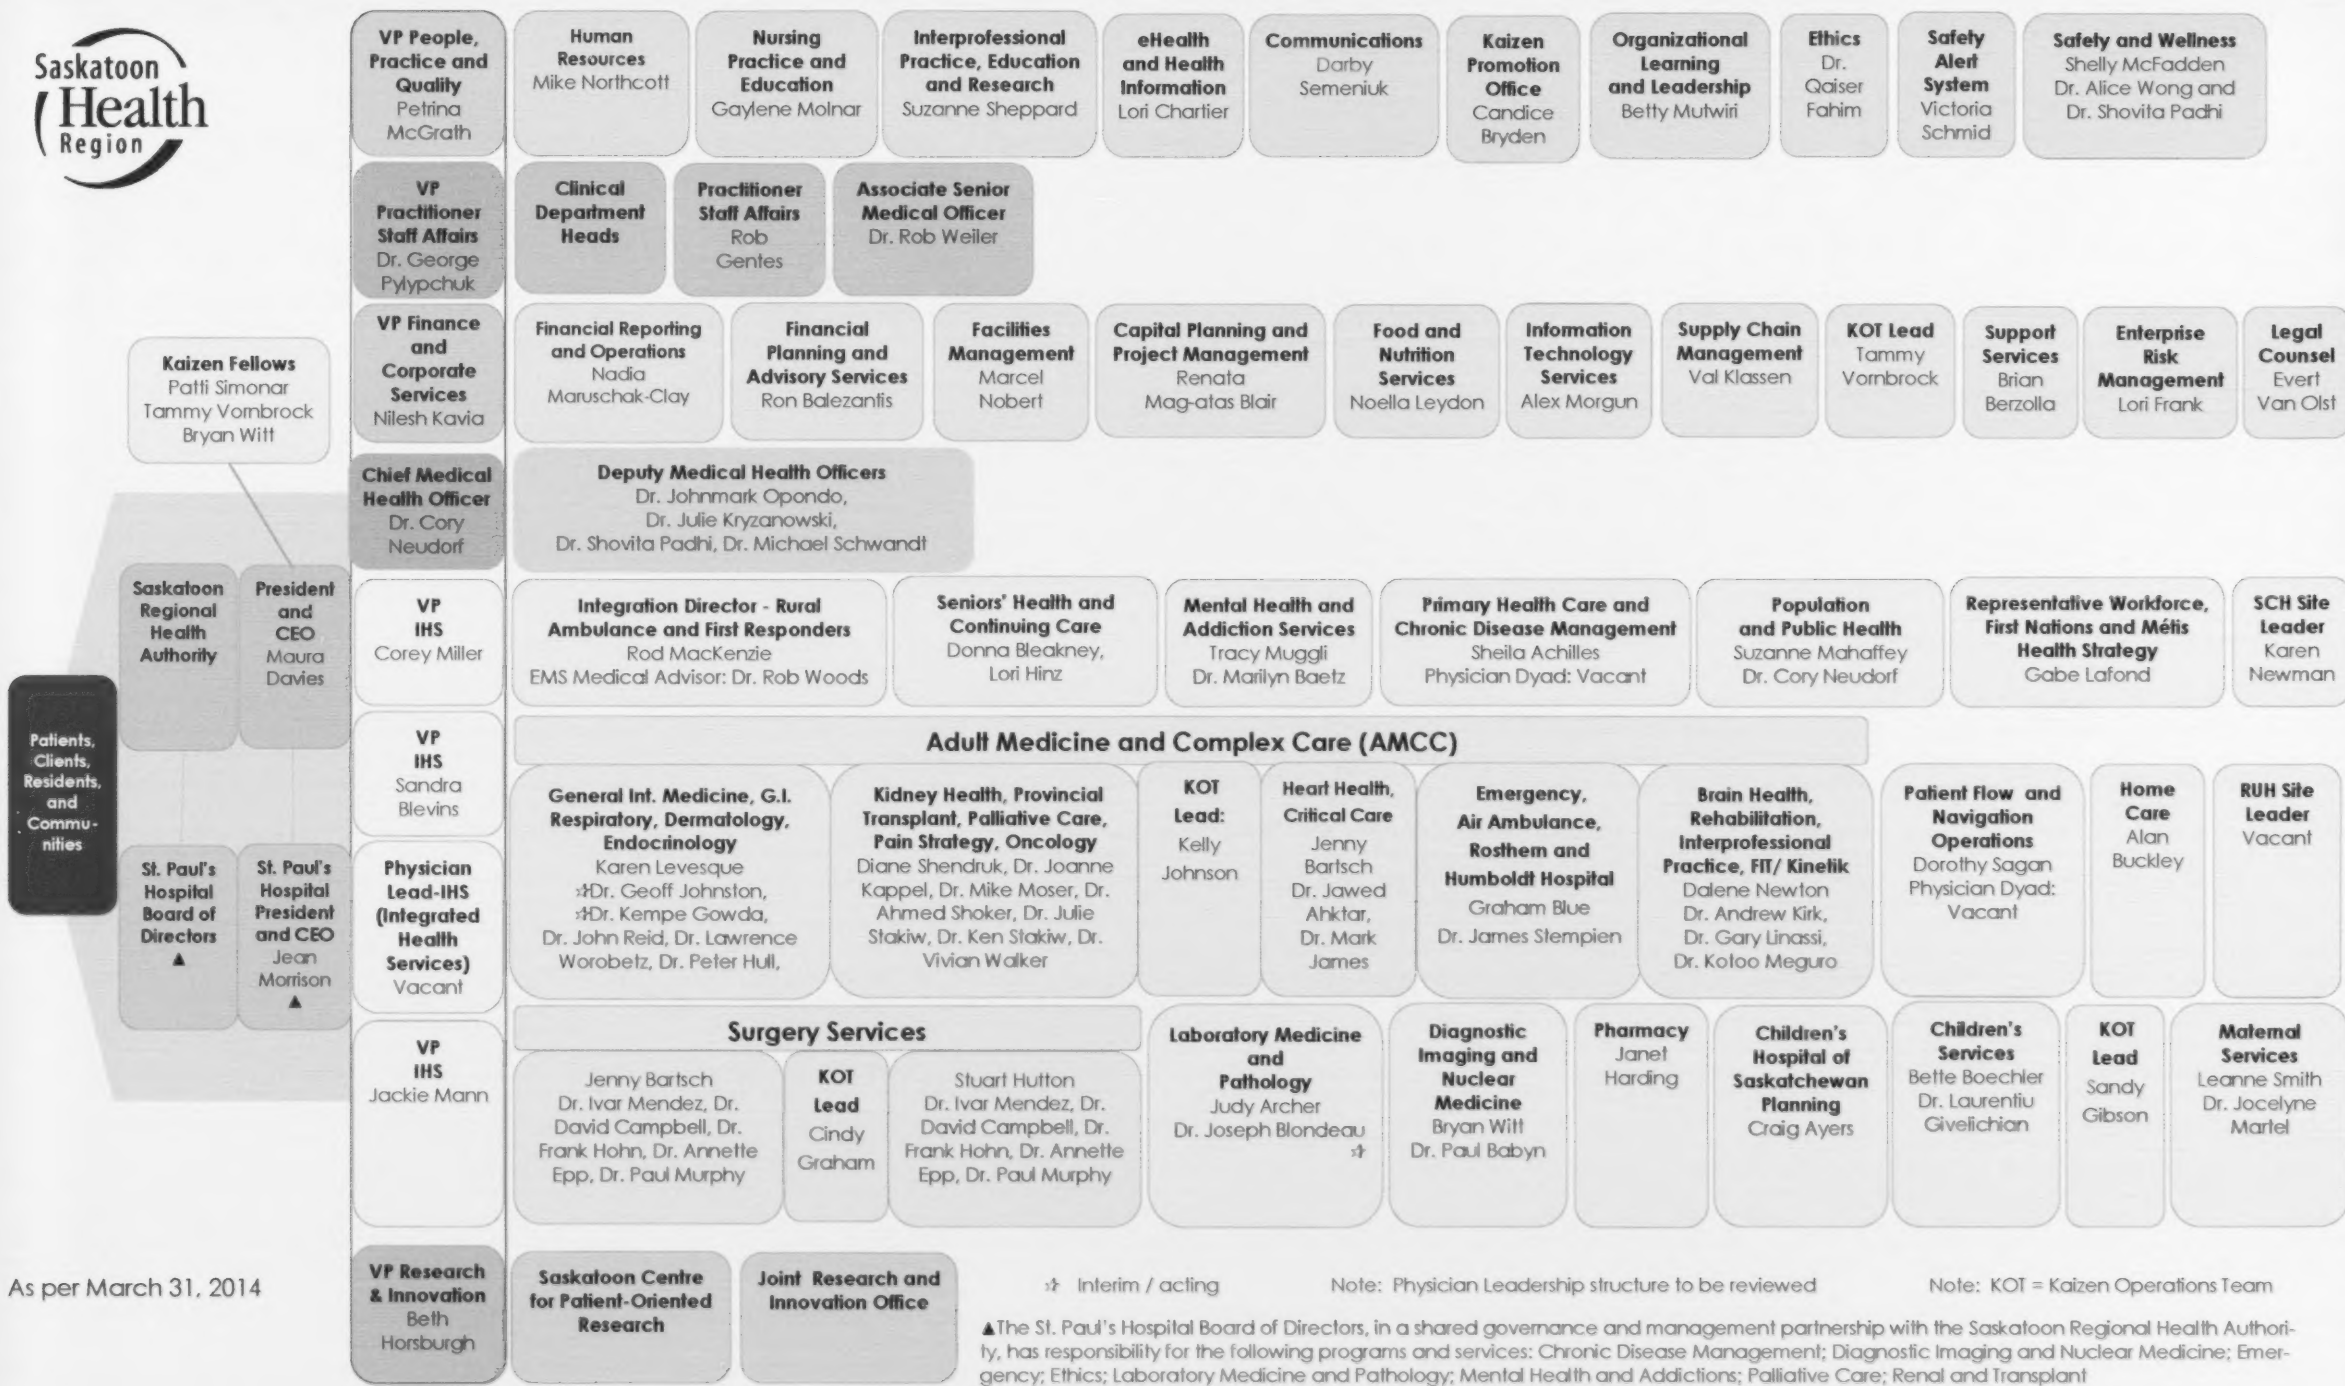 Saskatoon
Health
Region
VP People,
Practice and
Quality
Petrina
McGrath
Human
Resources
Mike Northcott
Nursing
Practice and
Education
Gaylene Molnar
Interprofessional
Practice, Education
and Research
Suzanne Sheppard
eHealth
and Health
Information
Lori Chartier
Communications
Darby
Semeniuk
Kaizen
Promotion
Office
Candice
Bryden
Organizational
Learning
and Leadership
Betty Mutwiri
Ethics
Dr.
Qaiser
Fahim
Safety
Alert
System
Victoria
Schmid
Safety and Wellness
Shelly McFadden
Dr. Alice Wong and
Dr. Shovita Padhi
VP
Practitioner
Staff Affairs
Dr. George
Pylypchuk
Clinical
Department
Heads
Practitioner
Staff Affairs
Rob
Gentes
Associate Senior
Medical Officer
Dr. Rob Weiler
VP Finance
and
Corporate
Services
Nilesh Kavia
Financial Reporting
and Operations
Nadia
Maruschak-Clay
Financial
Planning and
Advisory Services
Ron Balezantis
Facilities
Management
Marcel
Nobert
Capital Planning and
Project Management
Renata
Mag-atas Blair
Food and
Nutrition
Services
Noella Leydon
Information
Technology
Services
Alex Morgun
Supply Chain
Management
Val Klassen
KOT Lead
Tammy
Vornbrock
Support
Services
Brian
Berzolla
Enterprise
Risk
Management
Lori Frank
Legal
Counsel
Evert
Van Olst
Kaizen Fellows
Patti Simonar
Tammy Vornbrock
Bryan Witt
Chief Medical
Health Officer
Dr. Cory
Neudorf
Deputy Medical Health Officers
Dr. Johnmark Opondo,
Dr. Julie Kryzanowski,
Dr. Shovita Padhi, Dr. Michael Schwandt
Patients,
Clients,
Residents,
and
Commu-
nities
Saskatoon
Regional
Health
Authority
President
and
CEO
Maura
Davies
St. Paul's
Hospital
Board of
Directors
▲
St. Paul's
Hospital
President
and CEO
Jean
Morrison
▲
VP
IHS
Corey Miller
Integration Director - Rural
Ambulance and First Responders
Rod MacKenzie
EMS Medical Advisor: Dr. Rob Woods
Seniors' Health and
Continuing Care
Donna Bleakney,
Lori Hinz
Mental Health and
Addiction Services
Tracy Muggli
Dr. Marilyn Baetz
Primary Health Care and
Chronic Disease Management
Sheila Achilles
Physician Dyad: Vacant
Population
and Public Health
Suzanne Mahaffey
Dr. Cory Neudorf
Representative Workforce,
First Nations and Métis
Health Strategy
Gabe Lafond
SCH Site
Leader
Karen
Newman
VP
IHS
Sandra
Blevins
Physician
Lead-IHS
(Integrated
Health
Services)
Vacant
Adult Medicine and Complex Care (AMCC)
General Int. Medicine, G.I.
Respiratory, Dermatology,
Endocrinology
Karen Levesque
☆Dr. Geoff Johnston,
☆Dr. Kempe Gowda,
Dr. John Reid, Dr. Lawrence
Worobetz, Dr. Peter Hull,
Kidney Health, Provincial
Transplant, Palliative Care,
Pain Strategy, Oncology
Diane Shendruk, Dr. Joanne
Kappel, Dr. Mike Moser, Dr.
Ahmed Shoker, Dr. Julie
Stakiw, Dr. Ken Stakiw, Dr.
Vivian Walker
KOT
Lead:
Kelly
Johnson
Heart Health,
Critical Care
Jenny
Bartsch
Dr. Jawed
Ahktar,
Dr. Mark
James
Emergency,
Air Ambulance,
Rosthern and
Humboldt Hospital
Graham Blue
Dr. James Stempien
Brain Health,
Rehabilitation,
Interprofessional
Practice, FIT/ Kinetik
Dalene Newton
Dr. Andrew Kirk,
Dr. Gary Linassi,
Dr. Kotoo Meguro
Patient Flow and
Navigation
Operations
Dorothy Sagan
Physician Dyad:
Vacant
Home
Care
Alan
Buckley
RUH Site
Leader
Vacant
VP
IHS
Jackie Mann
Surgery Services
Jenny Bartsch
Dr. Ivar Mendez, Dr.
David Campbell, Dr.
Frank Hohn, Dr. Annette
Epp, Dr. Paul Murphy
KOT
Lead
Cindy
Graham
Stuart Hutton
Dr. Ivar Mendez, Dr.
David Campbell, Dr.
Frank Hohn, Dr. Annette
Epp, Dr. Paul Murphy
Laboratory Medicine
and
Pathology
Judy Archer
Dr. Joseph Blondeau
☆
Diagnostic
Imaging and
Nuclear
Medicine
Bryan Witt
Dr. Paul Babyn
Pharmacy
Janet
Harding
Children's
Hospital of
Saskatchewan
Planning
Craig Ayers
Children's
Services
Bette Boechler
Dr. Laurentiu
Givelichian
KOT
Lead
Sandy
Gibson
Maternal
Services
Leanne Smith
Dr. Jocelyne
Martel
VP Research
& Innovation
Beth
Horsburgh
Saskatoon Centre
for Patient-Oriented
Research
Joint Research and
Innovation Office
As per March 31, 2014
☆ Interim / acting
Note: Physician Leadership structure to be reviewed
Note: KOT = Kaizen Operations Team
▲The St. Paul's Hospital Board of Directors, in a shared governance and management partnership with the Saskatoon Regional Health Authori-
ty, has responsibility for the following programs and services: Chronic Disease Management; Diagnostic Imaging and Nuclear Medicine; Emer-
gency; Ethics; Laboratory Medicine and Pathology; Mental Health and Addictions; Palliative Care; Renal and Transplant